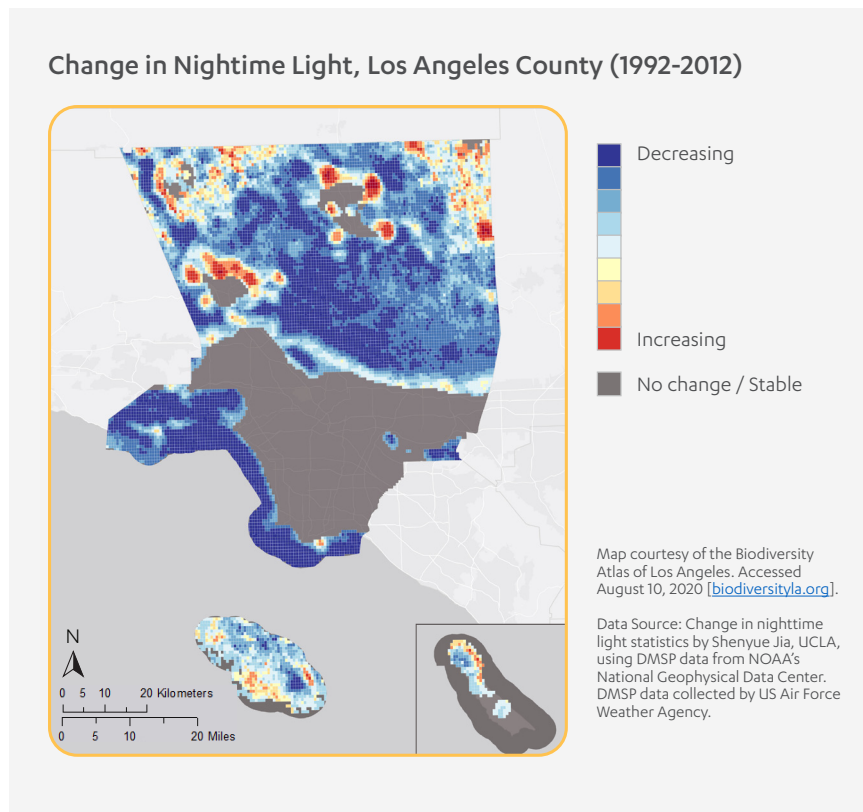 Change in Nightime Light, Los Angeles County (1992-2012)
Decreasing
Increasing
No change / Stable
Map courtesy of the Biodiversity
Atlas of Los Angeles. Accessed
August 10, 2020 [biodiversityla.org].
Data Source: Change in nighttime
light statistics by Shenyue Jia, UCLA,
using DMSP data from NOAA's
National Geophysical Data Center.
DMSP data collected by US Air Force
Weather Agency.
N
0 5 10 20 Kilometers
0 5 10 20 Miles